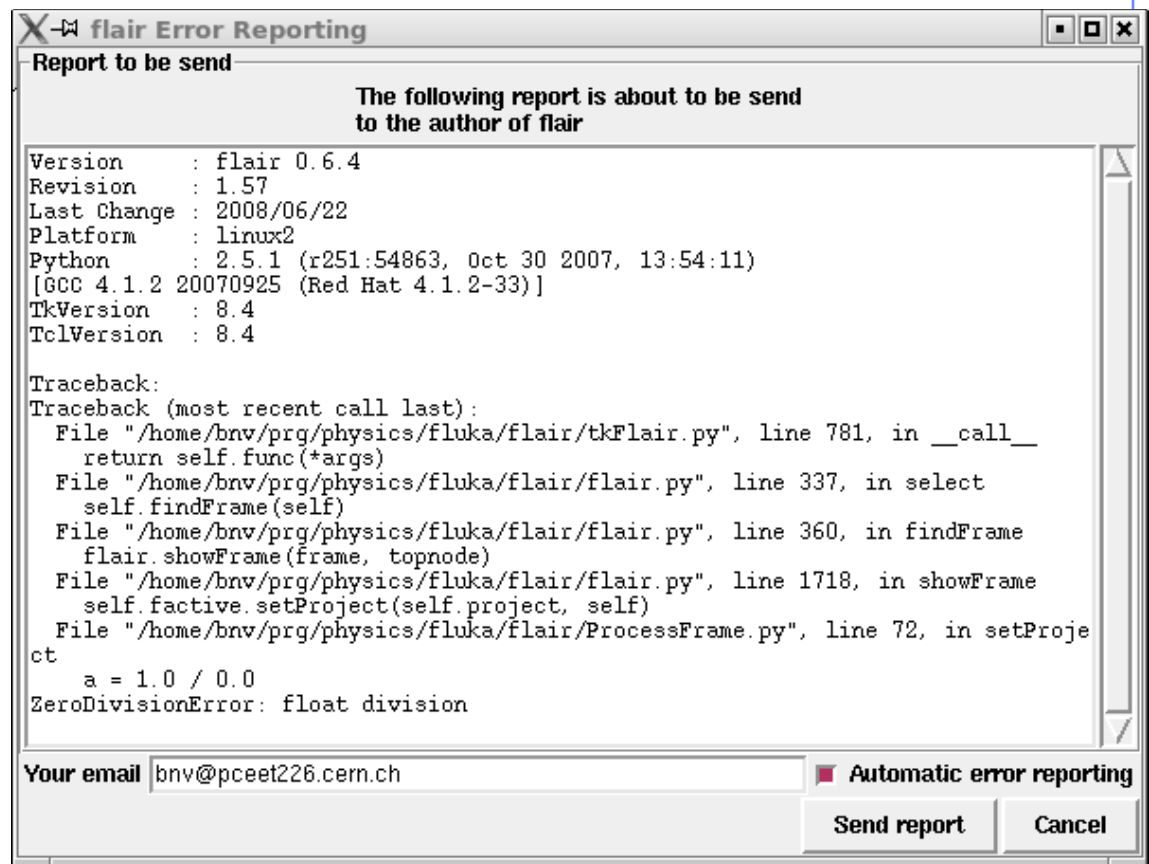 flair Error Reporting
Report to be send
The following report is about to be send
to the author of flair
Version      : flair 0.6.4
Revision     : 1.57
Last Change : 2008/06/22
Platform     : linux2
Python       : 2.5.1 (r251:54863, Oct 30 2007, 13:54:11)
[GCC 4.1.2 20070925 (Red Hat 4.1.2-33)]
TkVersion    : 8.4
TclVersion   : 8.4
Traceback:
Traceback (most recent call last):
  File "/home/bnv/prg/physics/fluka/flair/tkFlair.py", line 781, in __call__
    return self.func(*args)
  File "/home/bnv/prg/physics/fluka/flair/flair.py", line 337, in select
    self.findFrame(self)
  File "/home/bnv/prg/physics/fluka/flair/flair.py", line 360, in findFrame
    flair.showFrame(frame, topnode)
  File "/home/bnv/prg/physics/fluka/flair/flair.py", line 1718, in showFrame
    self.factive.setProject(self.project, self)
  File "/home/bnv/prg/physics/fluka/flair/ProcessFrame.py", line 72, in setProje
ct
    a = 1.0 / 0.0
ZeroDivisionError: float division
Your email bnv@pceet226.cern.ch Automatic error reporting
Send report Cancel